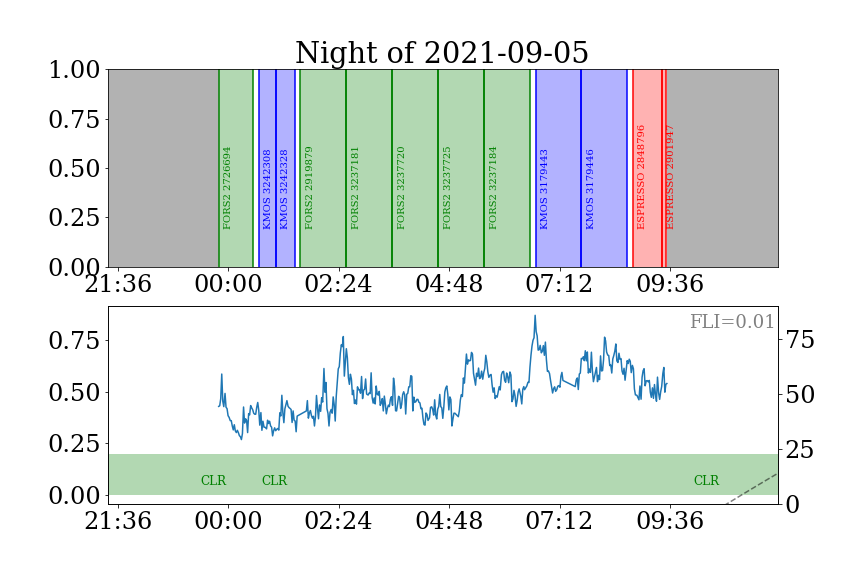 Night of 2021-09-05
1.00
0.75
0.50
0.25
0.00
FORS2 2726694
KMOS 3242308
KMOS 3242328
FORS2 2919879
FORS2 3237181
FORS2 3237720
FORS2 3237725
FORS2 3237184
KMOS 3179443
KMOS 3179446
ESPRESSO 2848796
ESPRESSO 2901947
21:36 00:00 02:24 04:48 07:12 09:36
FLI=0.01
0.75
0.50
0.25
0.00
75
50
25
0
CLR CLR CLR
21:36 00:00 02:24 04:48 07:12 09:36